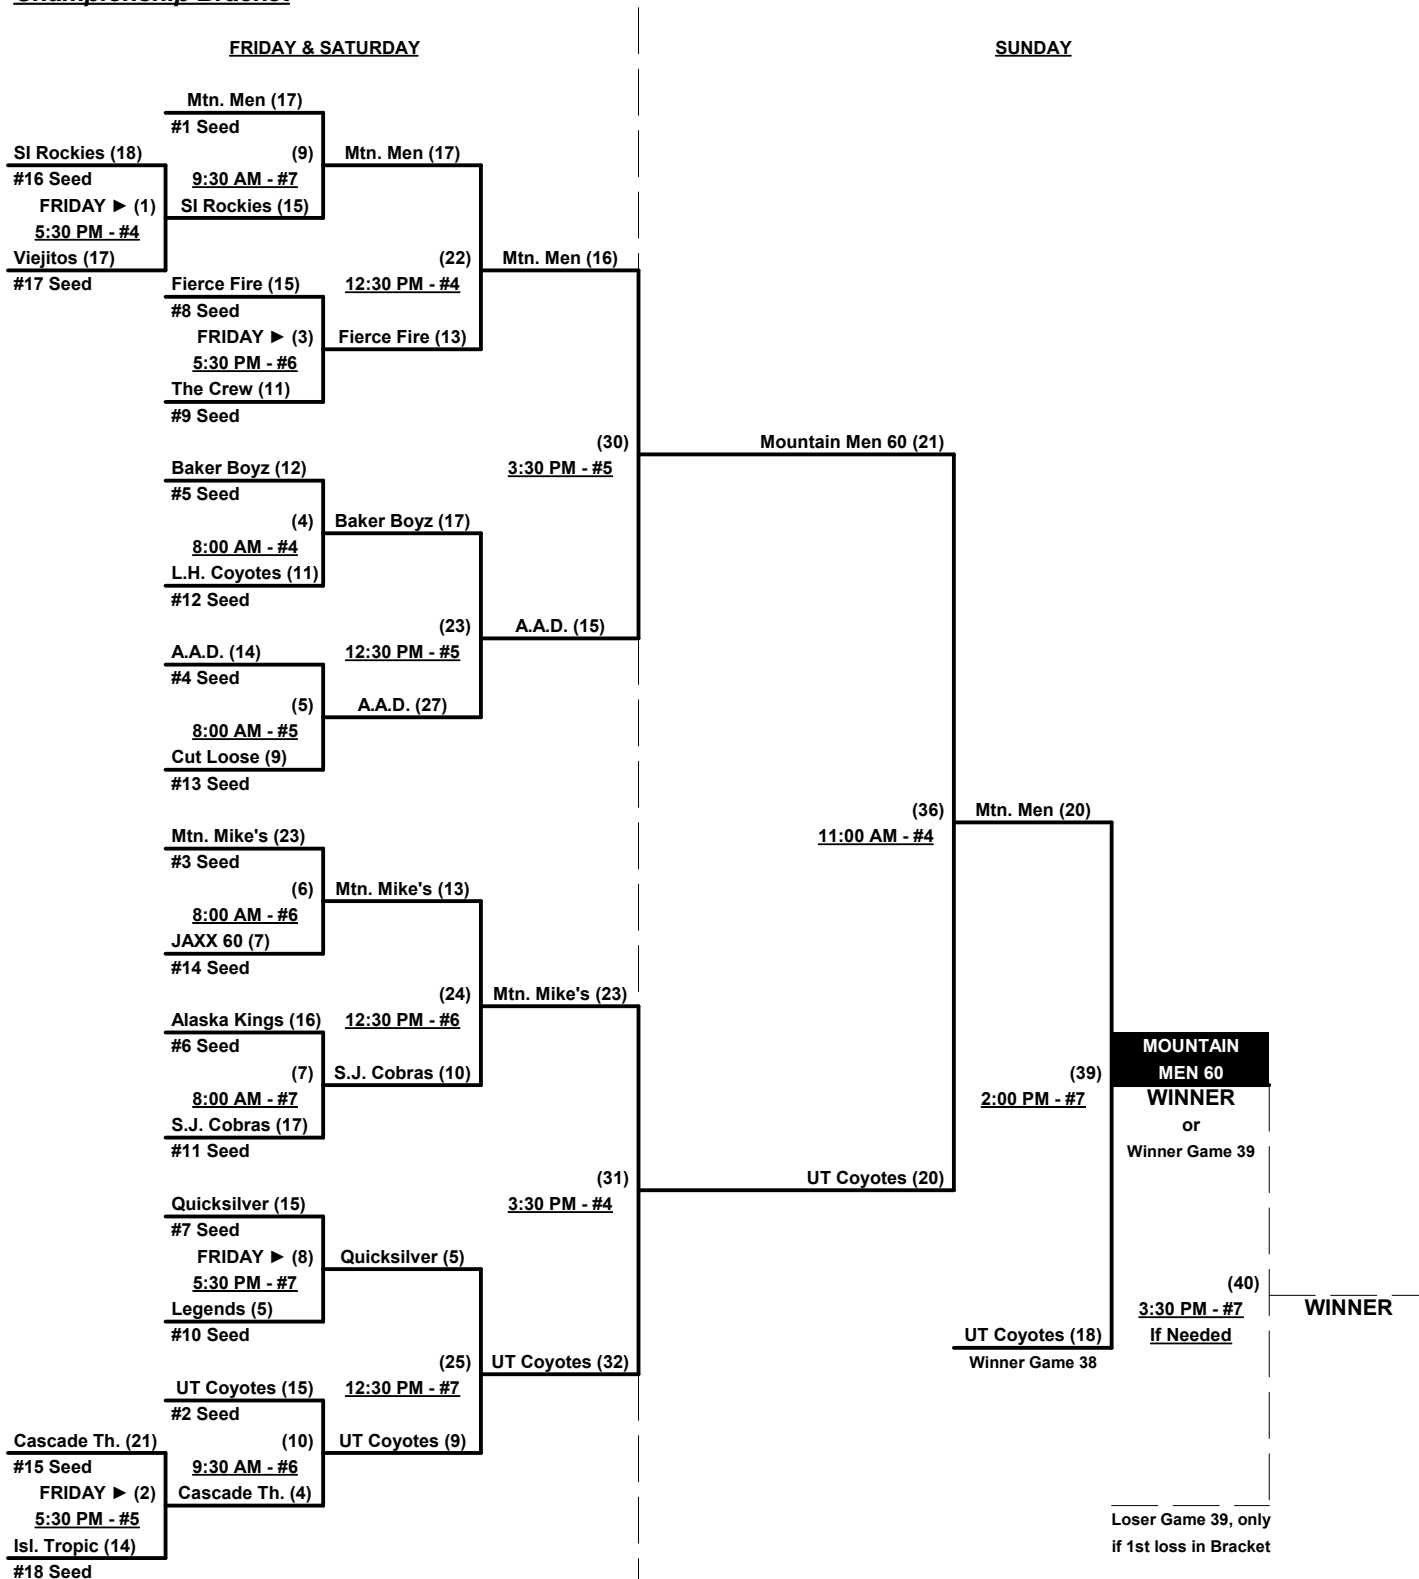 Championship Bracket
FRIDAY & SATURDAY
SUNDAY
Mtn. Men (17)
#1 Seed
SI Rockies (18)
(9)
Mtn. Men (17)
#16 Seed
9:30 AM - #7
FRIDAY ► (1)
SI Rockies (15)
5:30 PM - #4
Viejitos (17)
(22)
Mtn. Men (16)
#17 Seed
Fierce Fire (15)
12:30 PM - #4
#8 Seed
FRIDAY ► (3)
Fierce Fire (13)
5:30 PM - #6
The Crew (11)
#9 Seed
(30)
Mountain Men 60 (21)
Baker Boyz (12)
3:30 PM - #5
#5 Seed
(4)
Baker Boyz (17)
8:00 AM - #4
L.H. Coyotes (11)
#12 Seed
(23)
A.A.D. (15)
A.A.D. (14)
12:30 PM - #5
#4 Seed
(5)
A.A.D. (27)
8:00 AM - #5
Cut Loose (9)
#13 Seed
(36)
Mtn. Men (20)
Mtn. Mike's (23)
11:00 AM - #4
#3 Seed
(6)
Mtn. Mike's (13)
8:00 AM - #6
JAXX 60 (7)
#14 Seed
(24)
Mtn. Mike's (23)
Alaska Kings (16)
12:30 PM - #6
#6 Seed
MOUNTAIN
(7)
S.J. Cobras (10)
(39)
MEN 60
8:00 AM - #7
2:00 PM - #7
WINNER
S.J. Cobras (17)
or
#11 Seed
Winner Game 39
(31)
UT Coyotes (20)
Quicksilver (15)
3:30 PM - #4
#7 Seed
FRIDAY ► (8)
Quicksilver (5)
5:30 PM - #7
(40)
Legends (5)
3:30 PM - #7
WINNER
#10 Seed
UT Coyotes (18)
If Needed
(25)
UT Coyotes (32)
Winner Game 38
UT Coyotes (15)
12:30 PM - #7
#2 Seed
Cascade Th. (21)
(10)
UT Coyotes (9)
#15 Seed
9:30 AM - #6
FRIDAY ► (2)
Cascade Th. (4)
5:30 PM - #5
Loser Game 39, only
Isl. Tropic (14)
if 1st loss in Bracket
#18 Seed